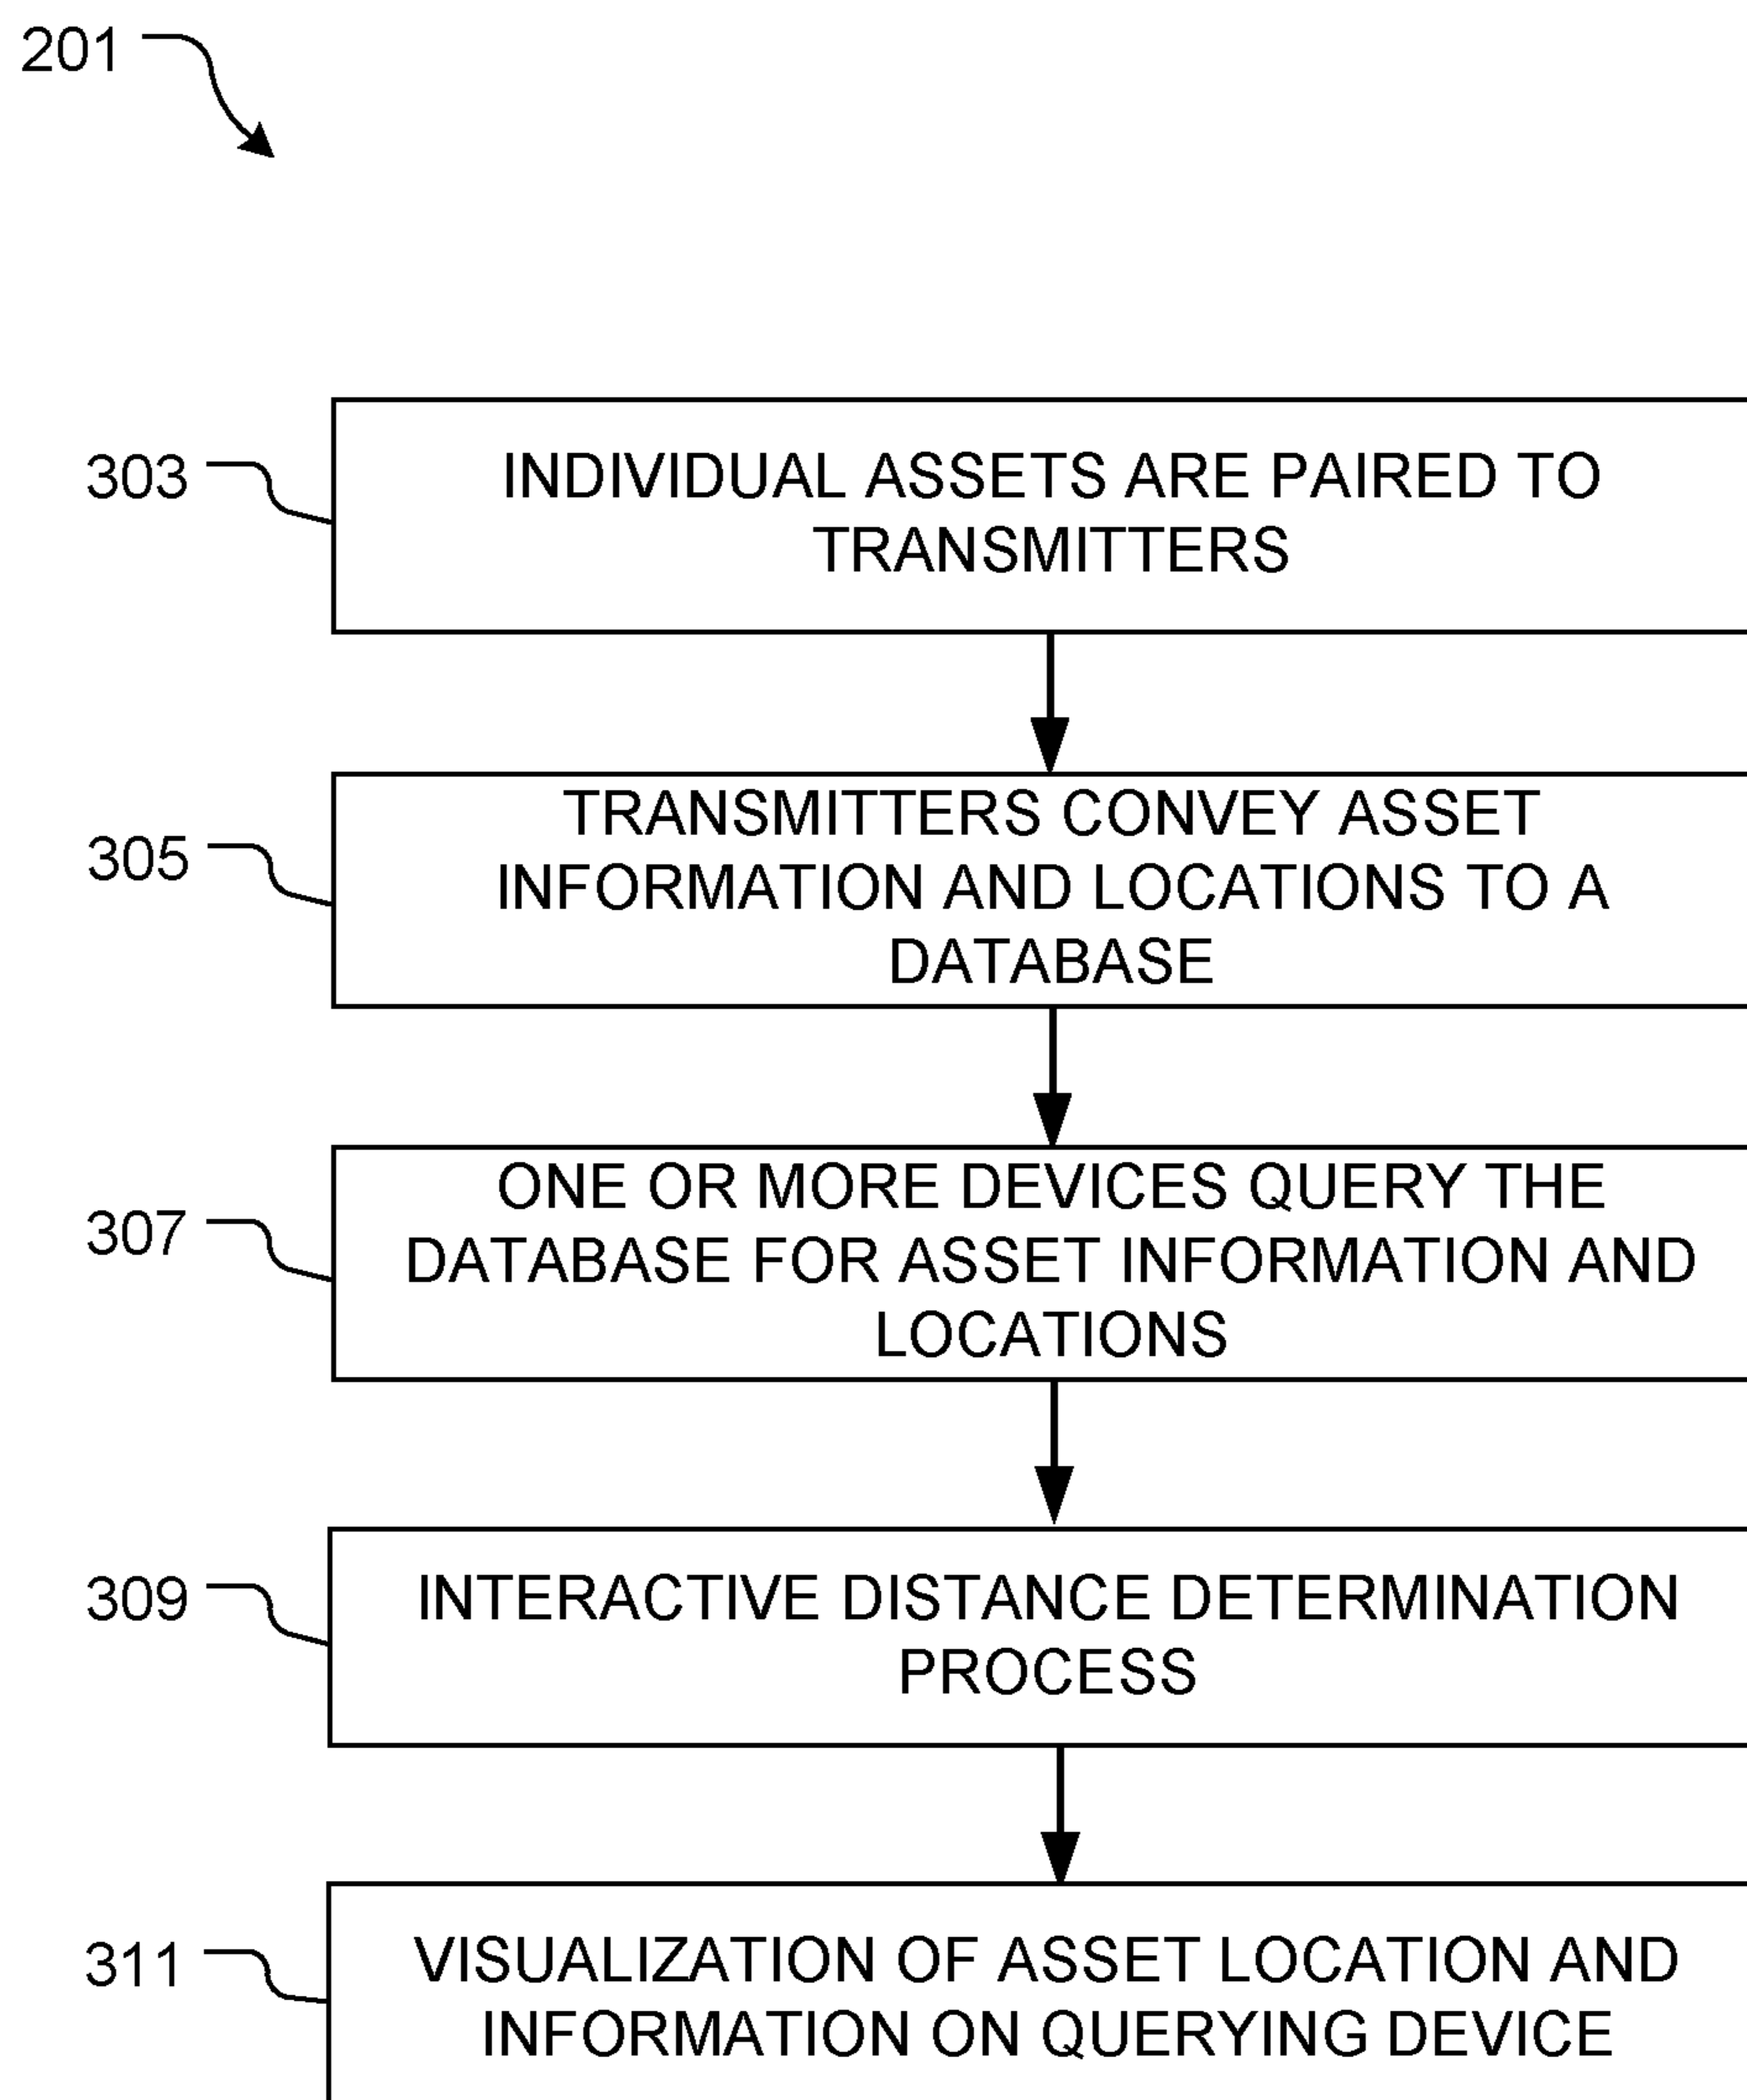 201
303
INDIVIDUAL ASSETS ARE PAIRED TO
TRANSMITTERS
305
TRANSMITTERS CONVEY ASSET
INFORMATION AND LOCATIONS TO A
DATABASE
307
ONE OR MORE DEVICES QUERY THE
DATABASE FOR ASSET INFORMATION AND
LOCATIONS
309
INTERACTIVE DISTANCE DETERMINATION
PROCESS
311
VISUALIZATION OF ASSET LOCATION AND
INFORMATION ON QUERYING DEVICE